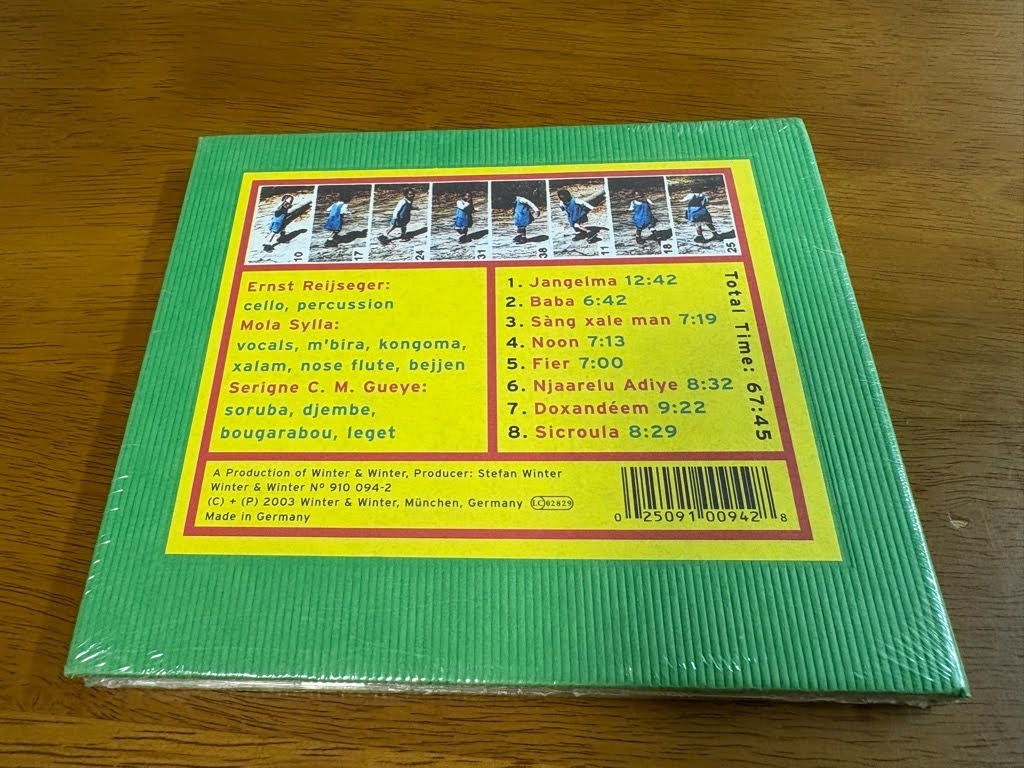 10
17
24
31
38
11
18
25
Ernst Reijseger:
cello, percussion
Mola Sylla:
vocals, m'bira, kongoma,
xalam, nose flute, bejjen
Serigne C. M. Gueye:
soruba, djembe,
bougarabou, leget
1. Jangelma 12:42
2. Baba 6:42
3. Sàng xale man 7:19
4. Noon 7:13
5. Fier 7:00
6. Njaarelu Adiye 8:32
7. Doxandéem 9:22
8. Sicroula 8:29
Total Time: 67:45
A Production of Winter & Winter, Producer: Stefan Winter
Winter & Winter Nº 910 094-2
(C) + (P) 2003 Winter & Winter, München, Germany LC 02829
Made in Germany
0 25091 00942 8